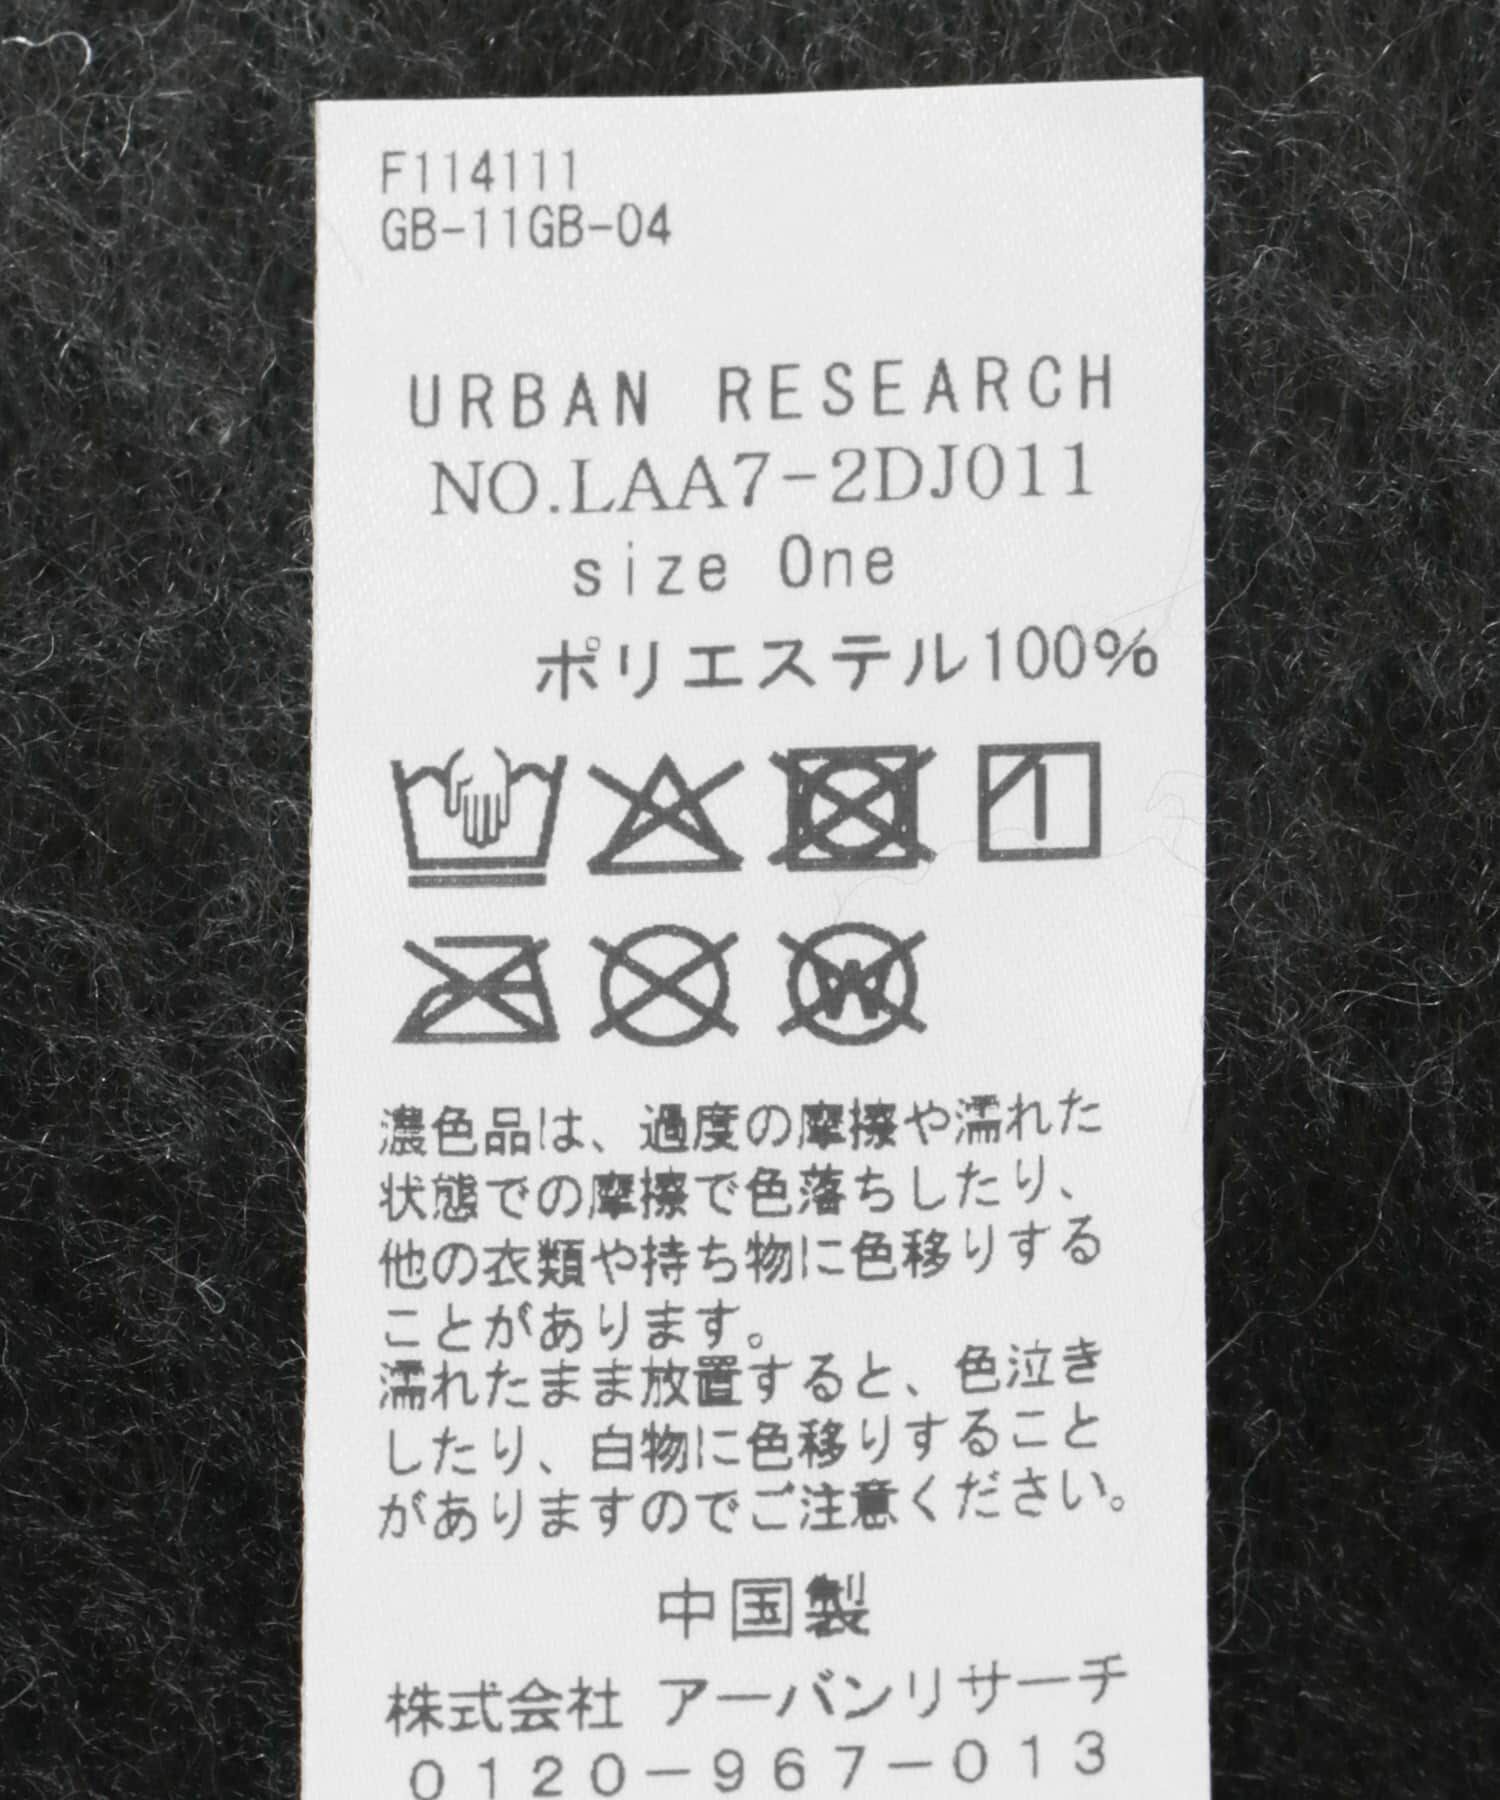 F114111
GB-11GB-04
URBAN RESEARCH
NO.LAA7-2DJ011
size One
ポリエステル100%
W
濃色品は、過度の摩擦や濡れた
状態での摩擦で色落ちしたり、
他の衣類や持ち物に色移りする
ことがあります。
濡れたまま放置すると、色泣き
したり、白物に色移りすること
がありますのでご注意ください。
中国製
株式会社 アーバンリサーチ
0120-967-013